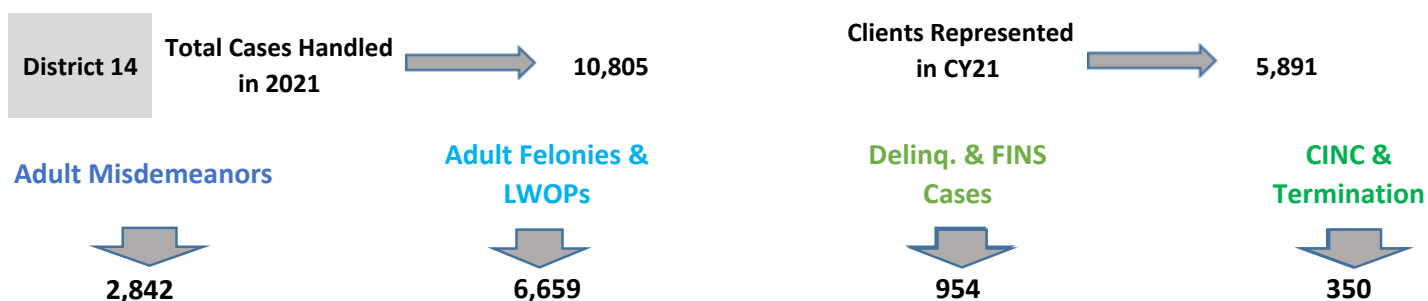 District 14
Total Cases Handled
in 2021
10,805
Clients Represented
in CY21
5,891
Adult Misdemeanors
2,842
Adult Felonies &
LWOPs
6,659
Delinq. & FINS
Cases
954
CINC &
Termination
350